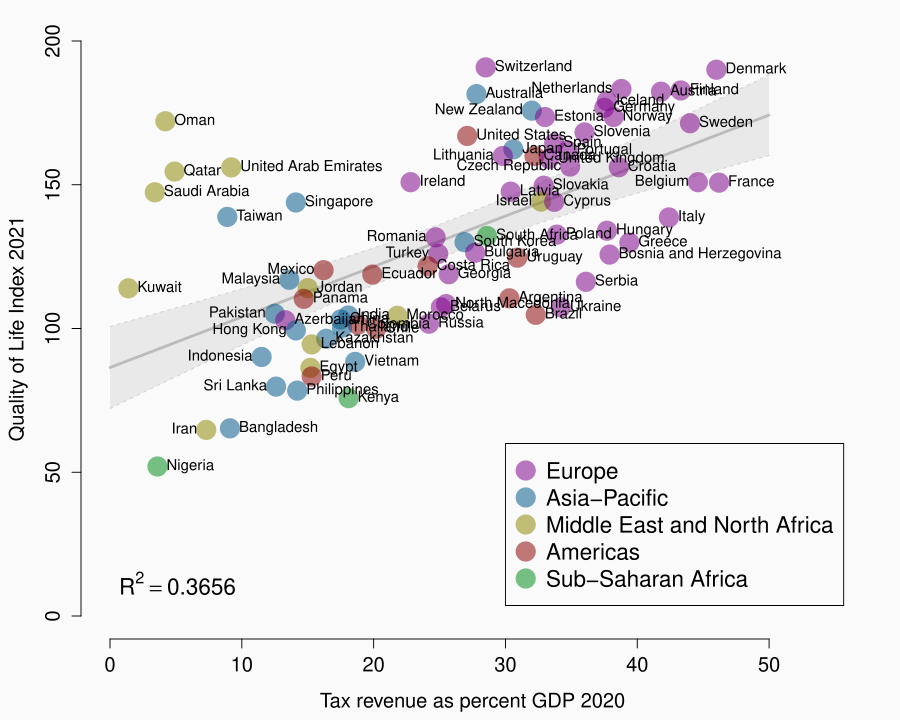 200
150
100
50
0
Quality of Life Index 2021
Switzerland
Denmark
Australia
Netherlands
Austria
Finland
Iceland
Germany
New Zealand
Estonia
Norway
Oman
Sweden
Slovenia
United States
Spain
Japan
Portugal
Lithuania
Canada
United Kingdom
Czech Republic
Croatia
Qatar
United Arab Emirates
Ireland
Belgium
France
Saudi Arabia
Latvia
Slovakia
Israel
Cyprus
Singapore
Taiwan
Italy
Romania
South Africa
Poland
Hungary
South Korea
Greece
Turkey
Bulgaria
Uruguay
Bosnia and Herzegovina
Mexico
Costa Rica
Ecuador
Georgia
Malaysia
Serbia
Kuwait
Jordan
Panama
Argentina
North Macedonia
Belarus
Ukraine
Pakistan
Azerbaijan
India
Morocco
Brazil
Russia
Hong Kong
Colombia
Chile
Kazakhstan
Lebanon
Indonesia
Vietnam
Egypt
Peru
Sri Lanka
Philippines
Kenya
Iran
Bangladesh
Nigeria
Europe
Asia−Pacific
Middle East and North Africa
Americas
Sub−Saharan Africa
R² = 0.3656
0 10 20 30 40 50
Tax revenue as percent GDP 2020